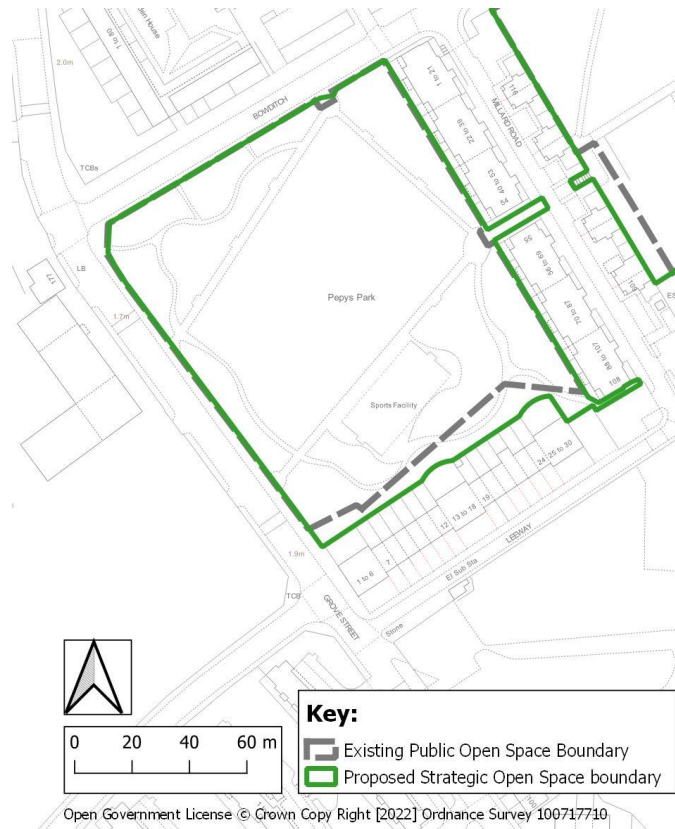 1 to 80
2.0m
1 to 21
BOWDITCH
MILLARD ROAD
116
22 to 39
TCBs
40 to 53
54
55
LB
177
56 to 69
Pepys Park
1.7m
70 to 87
ES
88 to 107
108
Sports Facility
24
25 to 30
19
13 to 18
12
LEEWAY
7
El Sub Sta
1 to 6
1.9m
TCB
GROVE STREET
Stone
Key:
0 20 40 60 m
Existing Public Open Space Boundary
Proposed Strategic Open Space boundary
Open Government License © Crown Copy Right [2022] Ordnance Survey 100717710